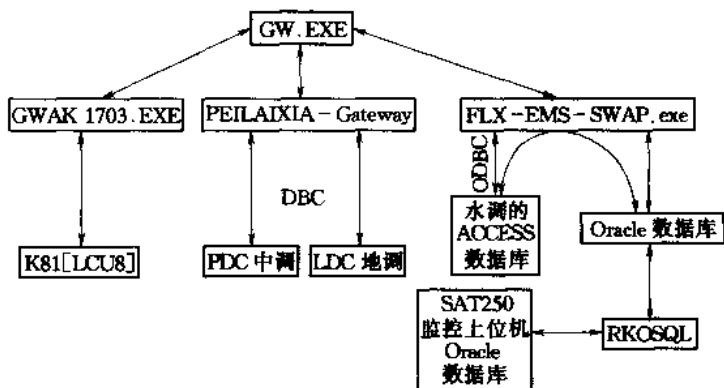 GW.EXE
GWAK 1703.EXE
PEILAIXIA-Gateway
FLX-EMS-SWAP.exe
ODBC
DBC
水调的
ACCESS
数据库
Oracle 数据库
K81[LCU8]
PDC 中调
LDC 地调
SAT250
监控上位机
Oracle
数据库
RKOSQL